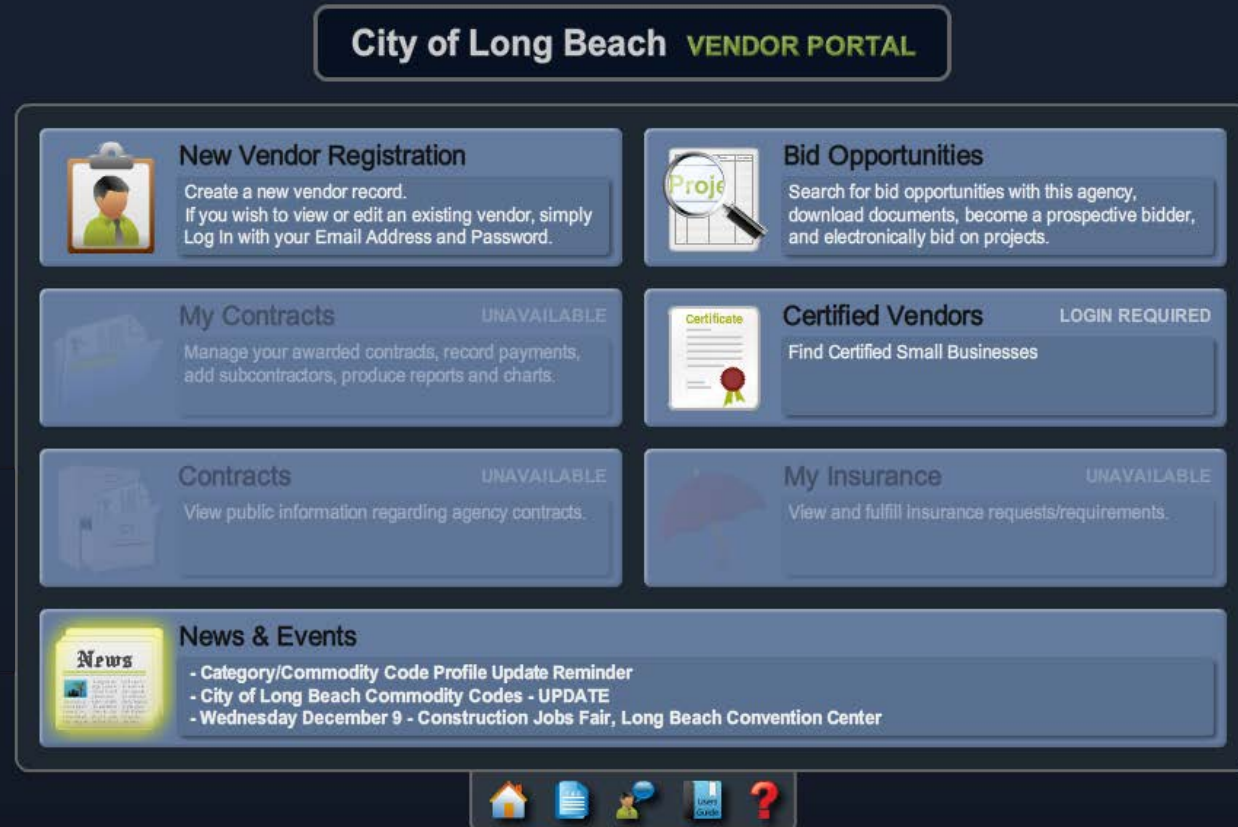 City of Long Beach VENDOR PORTAL
New Vendor Registration
Create a new vendor record.
If you wish to view or edit an existing vendor, simply
Log In with your Email Address and Password.
Proje
Bid Opportunities
Search for bid opportunities with this agency,
download documents, become a prospective bidder,
and electronically bid on projects.
My Contracts UNAVAILABLE
Manage your awarded contracts, record payments,
add subcontractors, produce reports and charts.
Certificate
Certified Vendors LOGIN REQUIRED
Find Certified Small Businesses
Contracts UNAVAILABLE
View public information regarding agency contracts.
My Insurance UNAVAILABLE
View and fulfill insurance requests/requirements.
News
News & Events
- Category/Commodity Code Profile Update Reminder
- City of Long Beach Commodity Codes - UPDATE
- Wednesday December 9 - Construction Jobs Fair, Long Beach Convention Center
Users
Guide
?